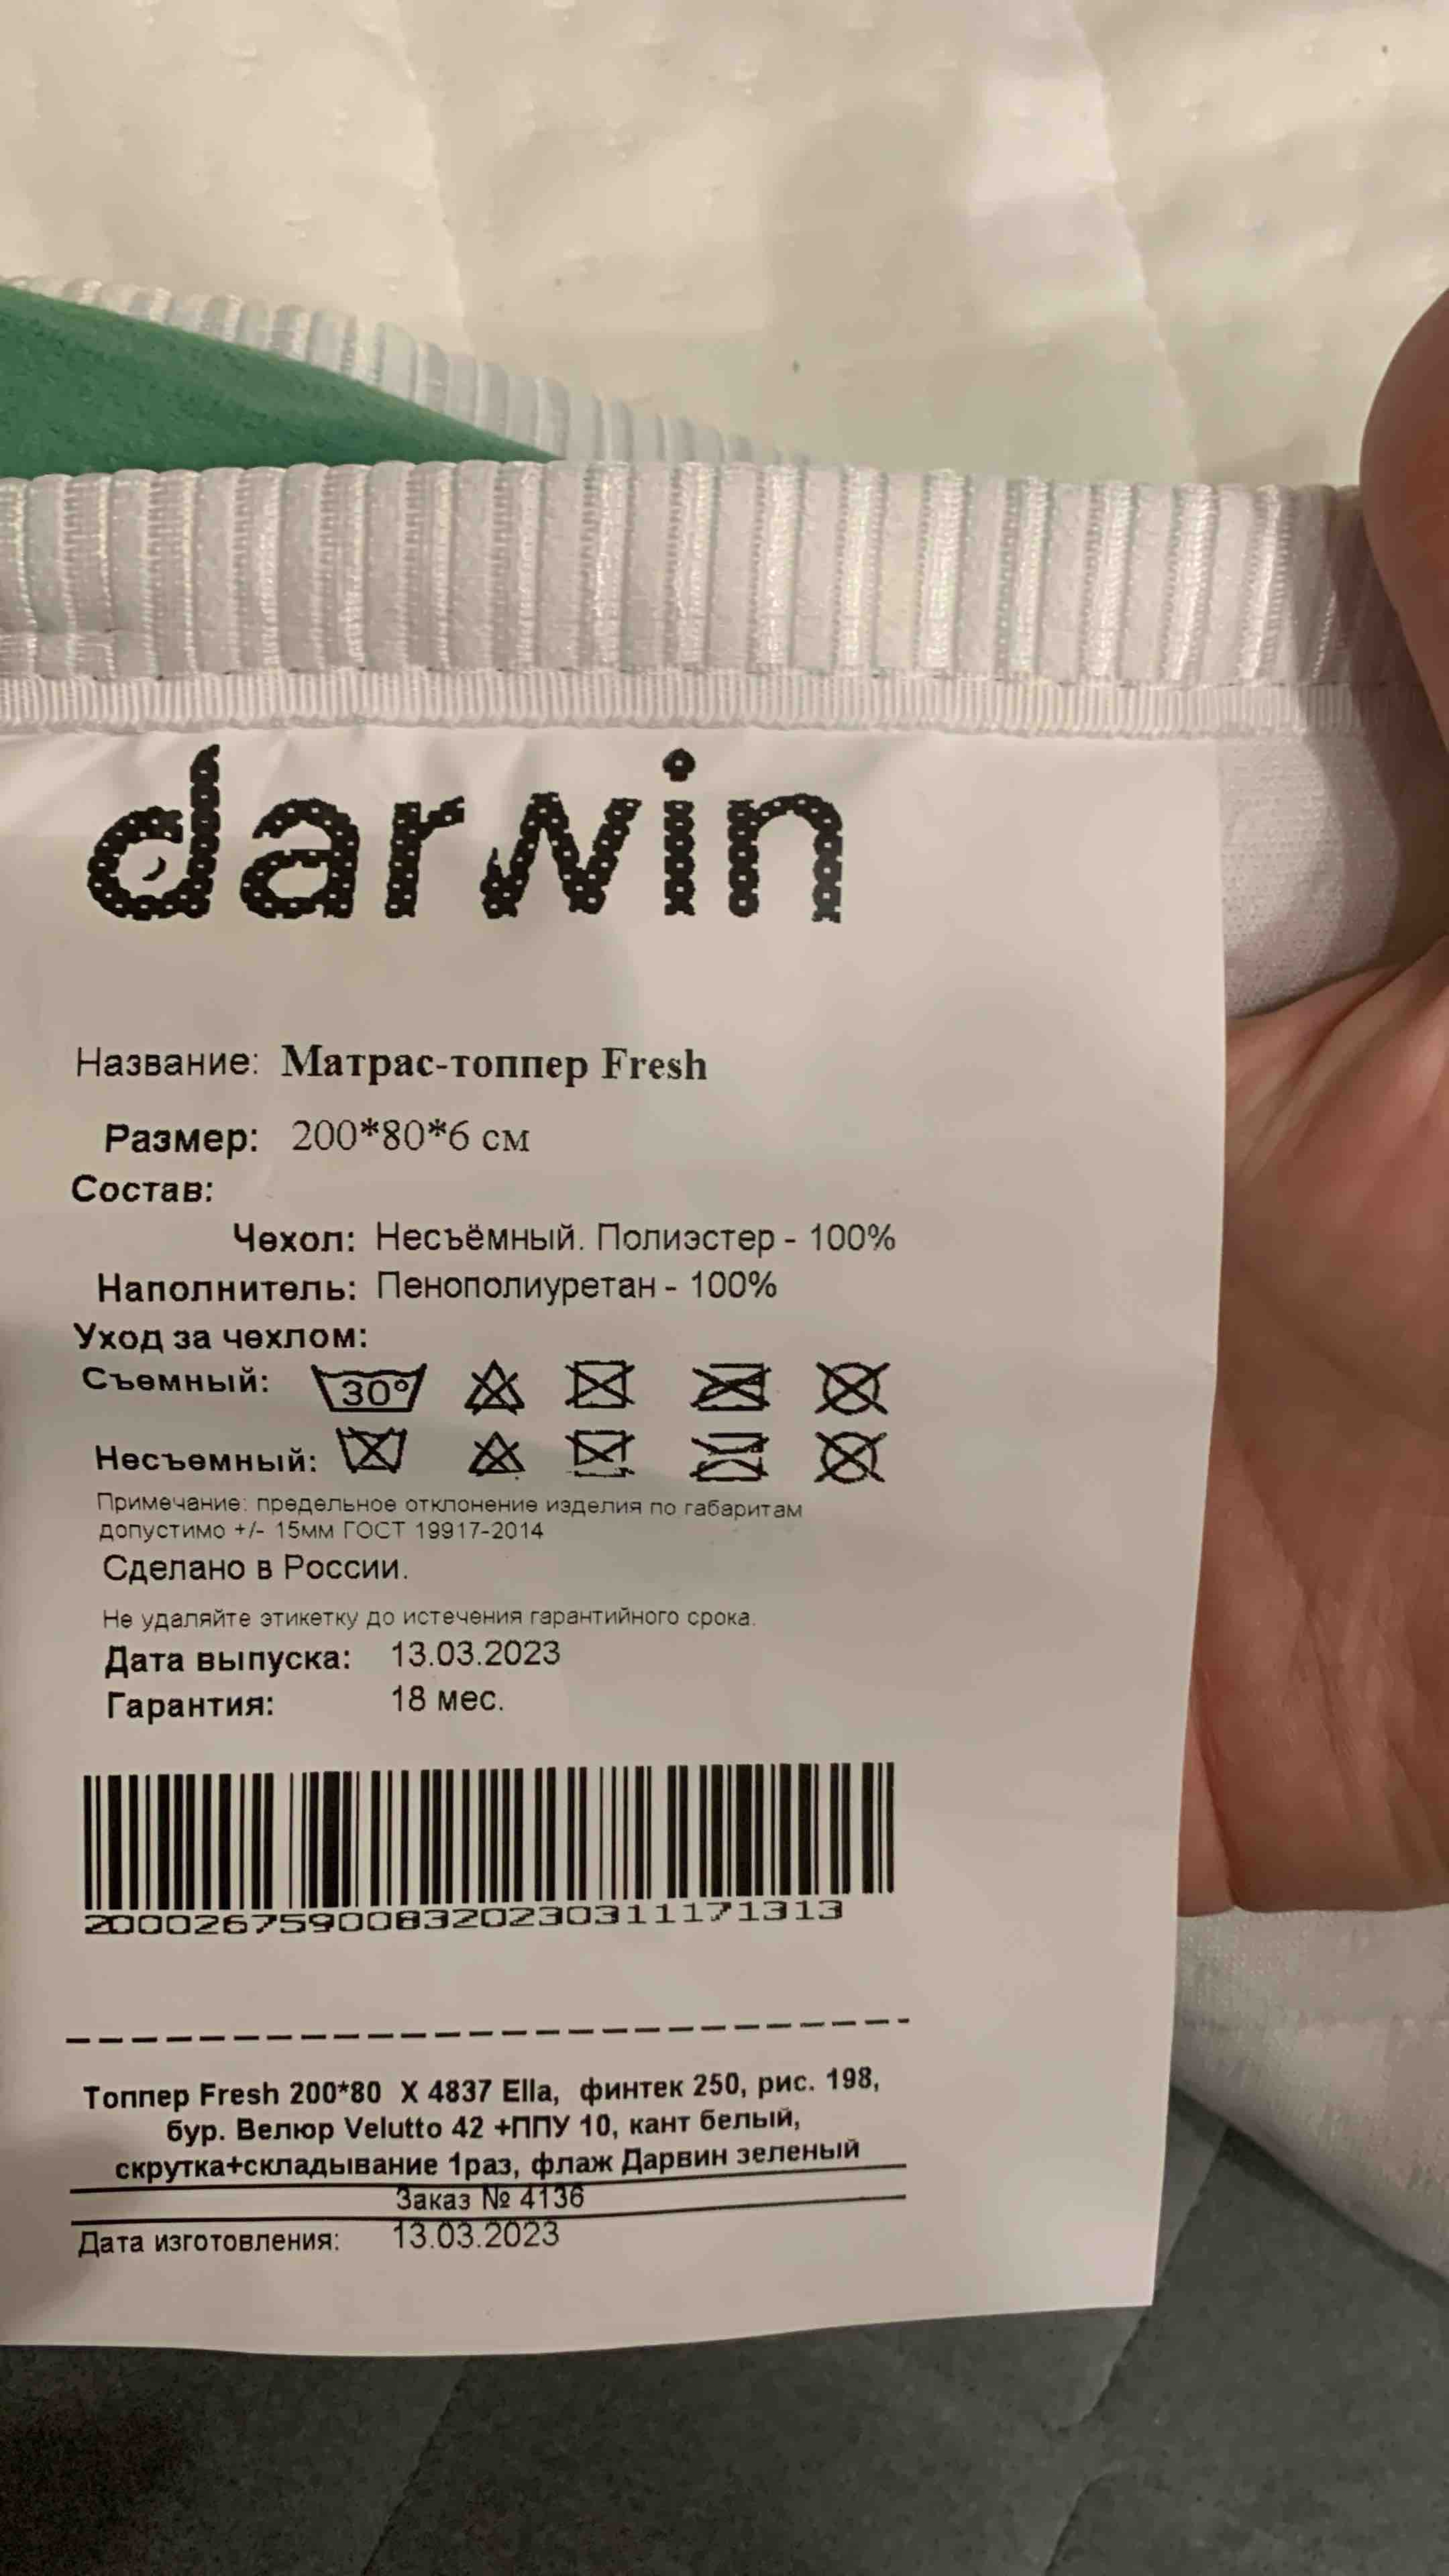 darwin
Название: Матрас-топпер Fresh
Размер: 200*80*6 см
Состав:
Чехол: Несъёмный. Полиэстер - 100%
Наполнитель: Пенополиуретан - 100%
Уход за чехлом:
Съемный: 30°
Несъемный:
Примечание: предельное отклонение изделия по габаритам
допустимо +/- 15мм ГОСТ 19917-2014
Сделано в России.
Не удаляйте этикетку до истечения гарантийного срока.
Дата выпуска: 13.03.2023
Гарантия: 18 мес.
200026759008320230311171313
Топпер Fresh 200*80 X 4837 Ella, финтек 250, рис. 198,
бур. Велюр Velutto 42 +ППУ 10, кант белый,
скрутка+складывание 1раз, флаж Дарвин зеленый
Заказ № 4136
Дата изготовления: 13.03.2023